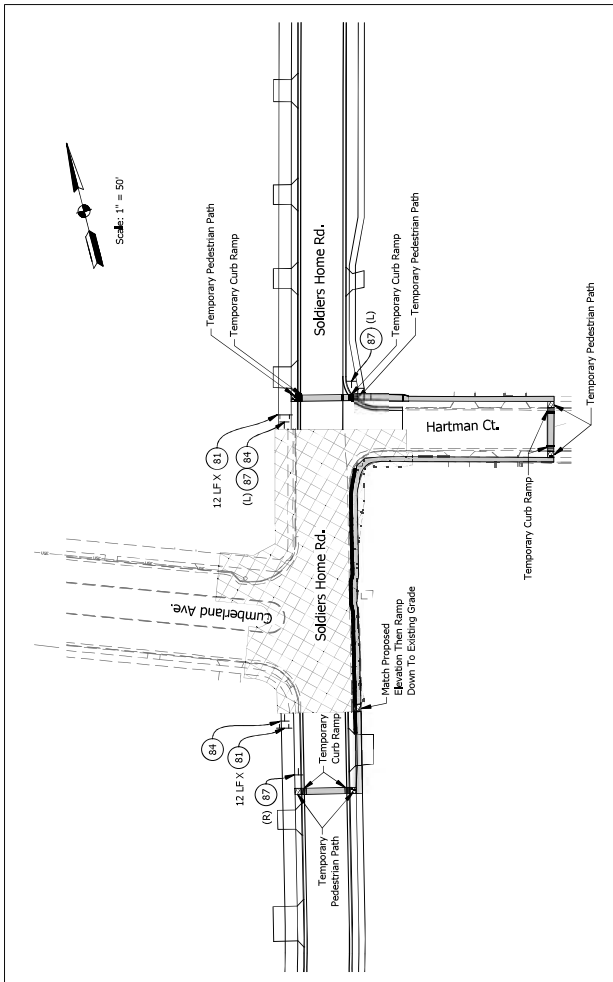 Scale: 1" = 50'
Temporary Pedestrian Path
Temporary Curb Ramp
Soldiers Home Rd.
87 (L)
Temporary Curb Ramp
Temporary Pedestrian Path
Temporary Pedestrian Path
Hartman Ct.
Temporary Curb Ramp
12 LF X 81
(L) 87 84
Cumberland Ave.
Soldiers Home Rd.
Match Proposed
Elevation Then Ramp
Down To Existing Grade
84
12 LF X 81
(R) 87
Temporary
Curb Ramp
Temporary
Pedestrian Path